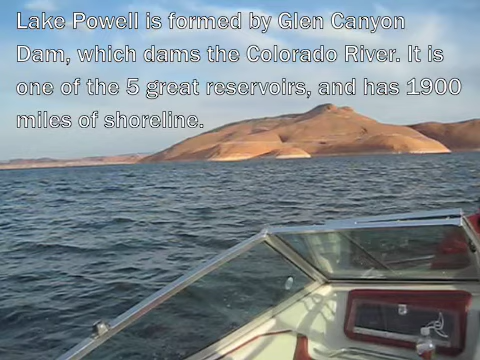 Lake Powell is formed by Glen Canyon
Dam, which dams the Colorado River. It is
one of the 5 great reservoirs, and has 1900
miles of shoreline.